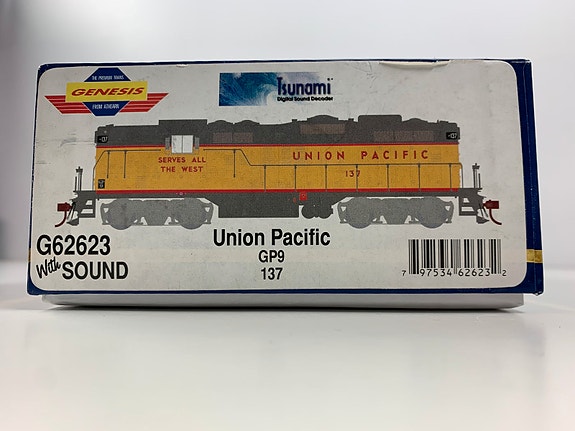 THE PREMIUM TRAINS
GENESIS
FROM ATHEARN
Tsunami
Digital Sound Decoder
137
137
SERVES ALL
THE WEST
UNION PACIFIC
137
G62623
With SOUND
Union Pacific
GP9
137
7 97534 62623 2